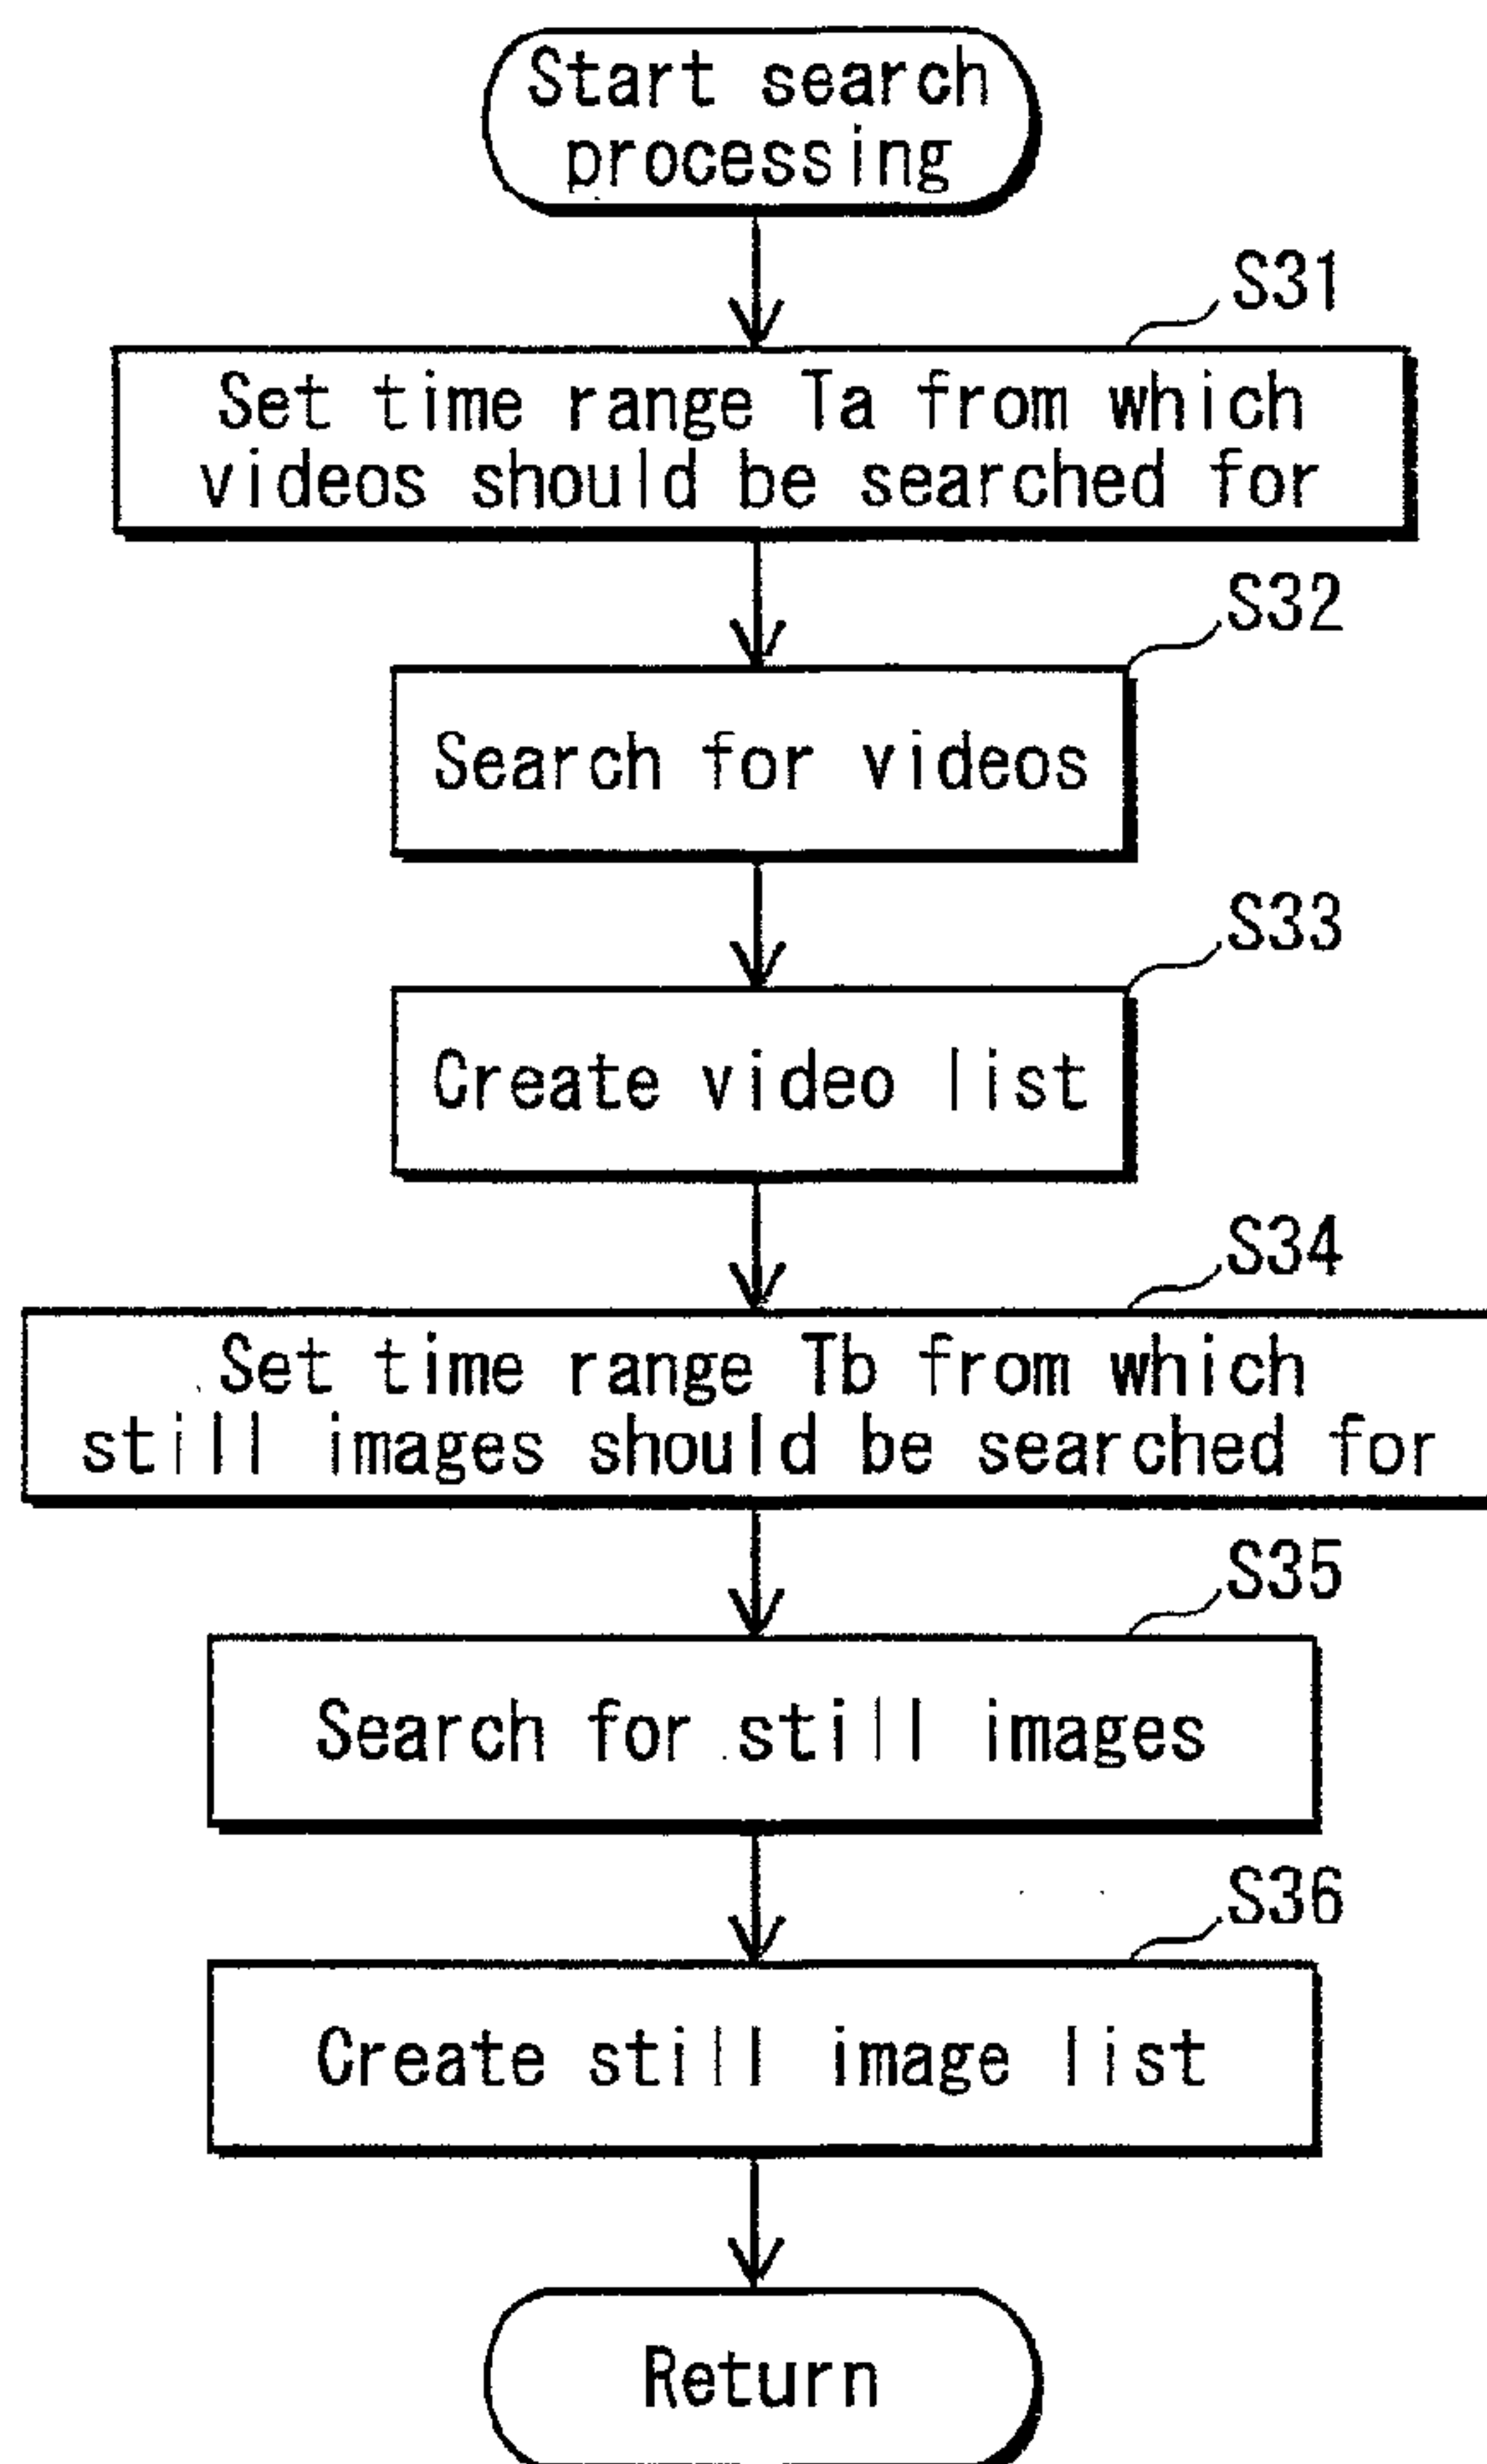 Start search
processing
S31
Set time range Ta from which
videos should be searched for
S32
Search for videos
S33
Create video list
S34
Set time range Tb from which
still images should be searched for
S35
Search for still images
S36
Create still image list
Return